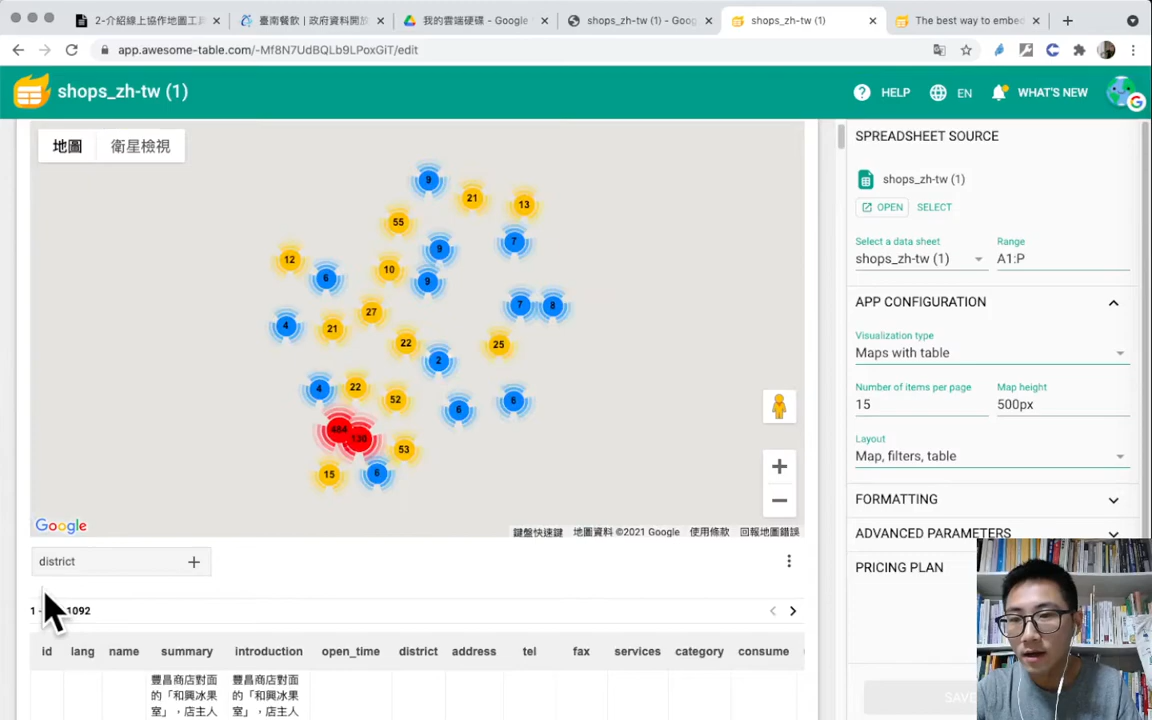 2-介紹線上協作地圖工具
臺南餐飲 | 政府資料開放
我的雲端硬碟 - Google
shops_zh-tw (1) - Goog
shops_zh-tw (1)
The best way to embed
app.awesome-table.com/-Mf8N7UdBQLb9LPoxGiT/edit
shops_zh-tw (1)
HELP
EN
WHAT'S NEW
地圖
衛星檢視
9
21
13
55
9
7
12
6
10
9
7
8
27
4
21
22
25
2
4
22
52
6
6
484
130
53
15
6
Google
鍵盤快速鍵
地圖資料 ©2021 Google
使用條款
回報地圖錯誤
district
1 -
1092
id lang name summary introduction open_time district address tel fax services category consume
豐昌商店對面 豐昌商店對面
的「和興冰果 的「和興冰果
室」，店主人 室」，店主人
SPREADSHEET SOURCE
shops_zh-tw (1)
OPEN SELECT
Select a data sheet Range
shops_zh-tw (1) A1:P
APP CONFIGURATION
Visualization type
Maps with table
Number of items per page Map height
15 500px
Layout
Map, filters, table
FORMATTING
ADVANCED PARAMETERS
PRICING PLAN